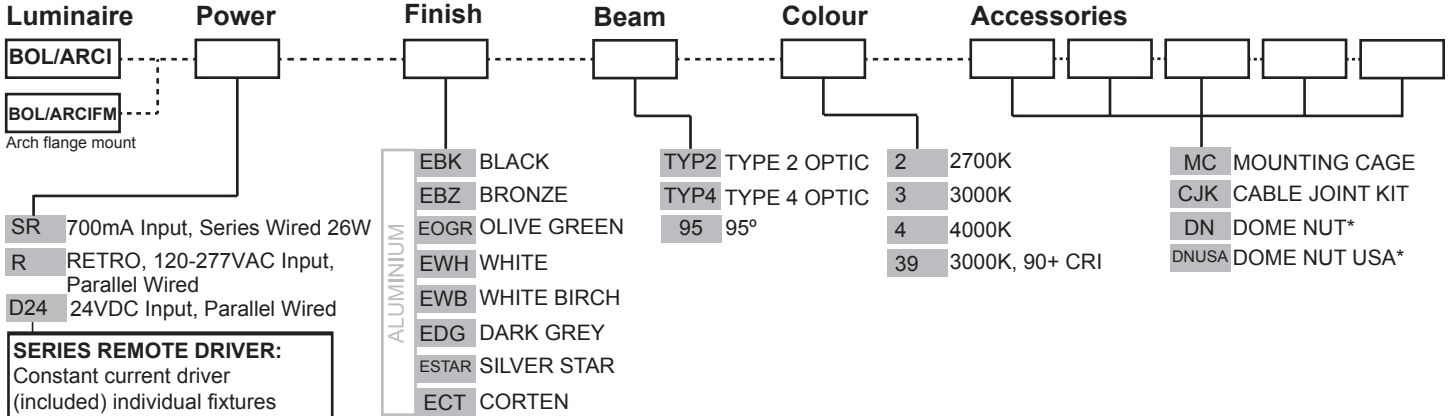 Luminaire Power Finish Beam Colour Accessories
BOL/ARCI
BOL/ARCIFM
Arch flange mount
SR 700mA Input, Series Wired 26W
R RETRO, 120-277VAC Input,
Parallel Wired
D24 24VDC Input, Parallel Wired
SERIES REMOTE DRIVER:
Constant current driver
(included) individual fixtures
ALUMINIUM
EBK BLACK
EBZ BRONZE
EOGR OLIVE GREEN
EWH WHITE
EWB WHITE BIRCH
EDG DARK GREY
ESTAR SILVER STAR
ECT CORTEN
TYP2 TYPE 2 OPTIC
TYP4 TYPE 4 OPTIC
95 95º
2 2700K
3 3000K
4 4000K
39 3000K, 90+ CRI
MC MOUNTING CAGE
CJK CABLE JOINT KIT
DN DOME NUT*
DNUSA DOME NUT USA*